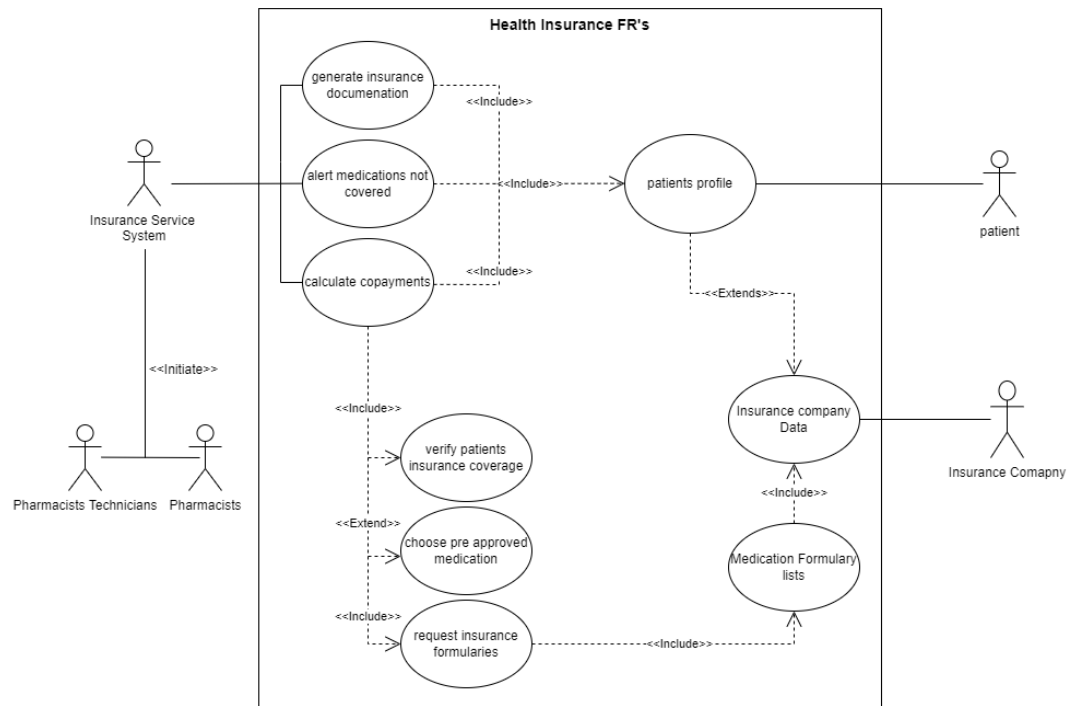 Health Insurance FR's
generate insurance
documenation
<<Include>>
alert medications not
covered
<<Include>>
patients profile
Insurance Service
System
patient
calculate copayments
<<Include>>
<<Extends>>
<<Initiate>>
<<Include>>
Insurance company
Data
verify patients
insurance coverage
Insurance Comapny
Pharmacists Technicians
Pharmacists
<<Include>>
<<Extend>>
choose pre approved
medication
Medication Formulary
lists
<<Include>>
request insurance
formularies
<<Include>>